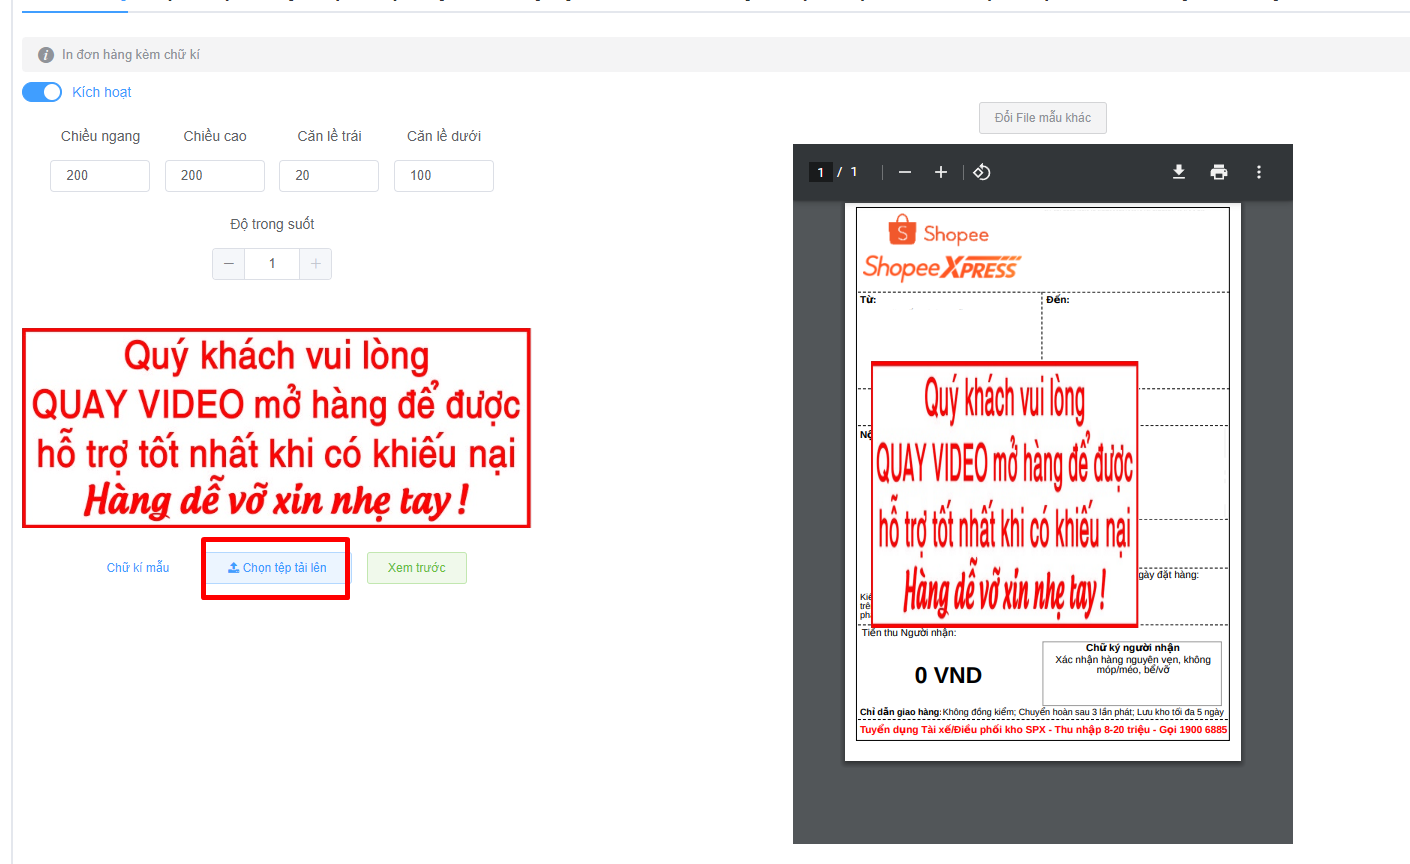 In đơn hàng kèm chữ kí
Kích hoạt
Chiều ngang
Chiều cao
Căn lề trái
Căn lề dưới
200
200
20
100
Độ trong suốt
1
Quý khách vui lòng
QUAY VIDEO mở hàng để được
hỗ trợ tốt nhất khi có khiếu nại
Hàng dễ vỡ xin nhẹ tay !
Chữ kí mẫu
Chọn tệp tải lên
Xem trước
Đổi File mẫu khác
1 / 1
Shopee
Shopee XPRESS
Từ:
Đến:
Quý khách vui lòng
QUAY VIDEO mở hàng để được
hỗ trợ tốt nhất khi có khiếu nại
Hàng dễ vỡ xin nhẹ tay !
gày đặt hàng:
Tiền thu Người nhận:
0 VND
Chữ ký người nhận
Xác nhận hàng nguyên vẹn, không
móp/méo, bể/vỡ
Chỉ dẫn giao hàng: Không đồng kiểm; Chuyển hoàn sau 3 lần phát; Lưu kho tối đa 5 ngày
Tuyển dụng Tài xế/Điều phối kho SPX - Thu nhập 8-20 triệu - Gọi 1900 6885